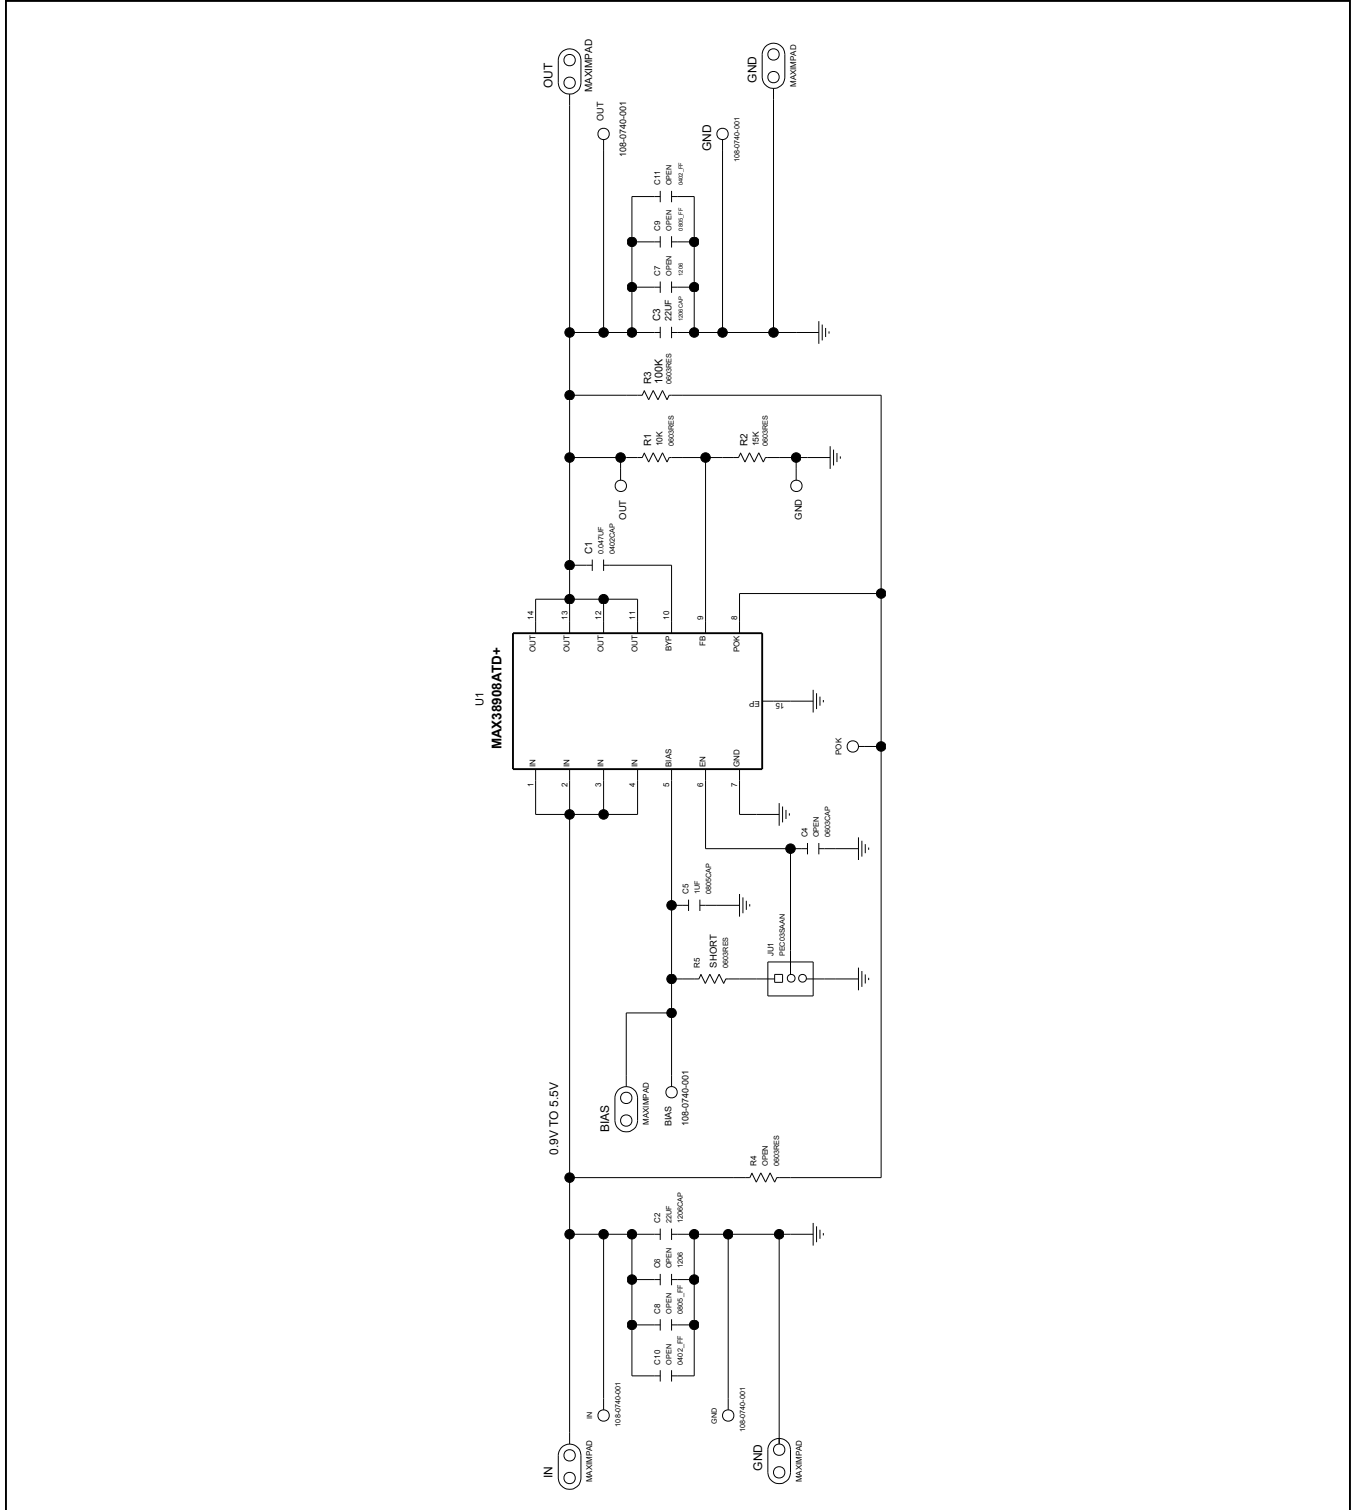 OUT
MAXIMPAD
GND
MAXIMPAD
OUT
108-0740-001
GND
108-0740-001
C11
OPEN
0402_FF
C9
OPEN
0805_FF
C7
OPEN
1206
C3
22UF
1206CAP
R3
100K
0603RES
R1
10K
0603RES
R2
15K
0603RES
OUT
GND
C1
0.047UF
0402CAP
14
13
12
11
10
9
8
OUT
OUT
OUT
OUT
BYP
FB
POK
U1
MAX38908ATD+
EP
15
POK
IN
IN
IN
IN
BIAS
EN
GND
1
2
3
4
5
6
7
C4
OPEN
0603CAP
C5
1UF
0805CAP
R5
SHORT
0603RES
JU1
PEC03SAAN
BIAS
MAXIMPAD
BIAS
108-0740-001
0.9V TO 5.5V
R4
OPEN
0603RES
C2
22UF
1206CAP
C6
OPEN
1206
C8
OPEN
0805_FF
C10
OPEN
0402_FF
IN
108-0740-001
GND
108-0740-001
IN
MAXIMPAD
GND
MAXIMPAD